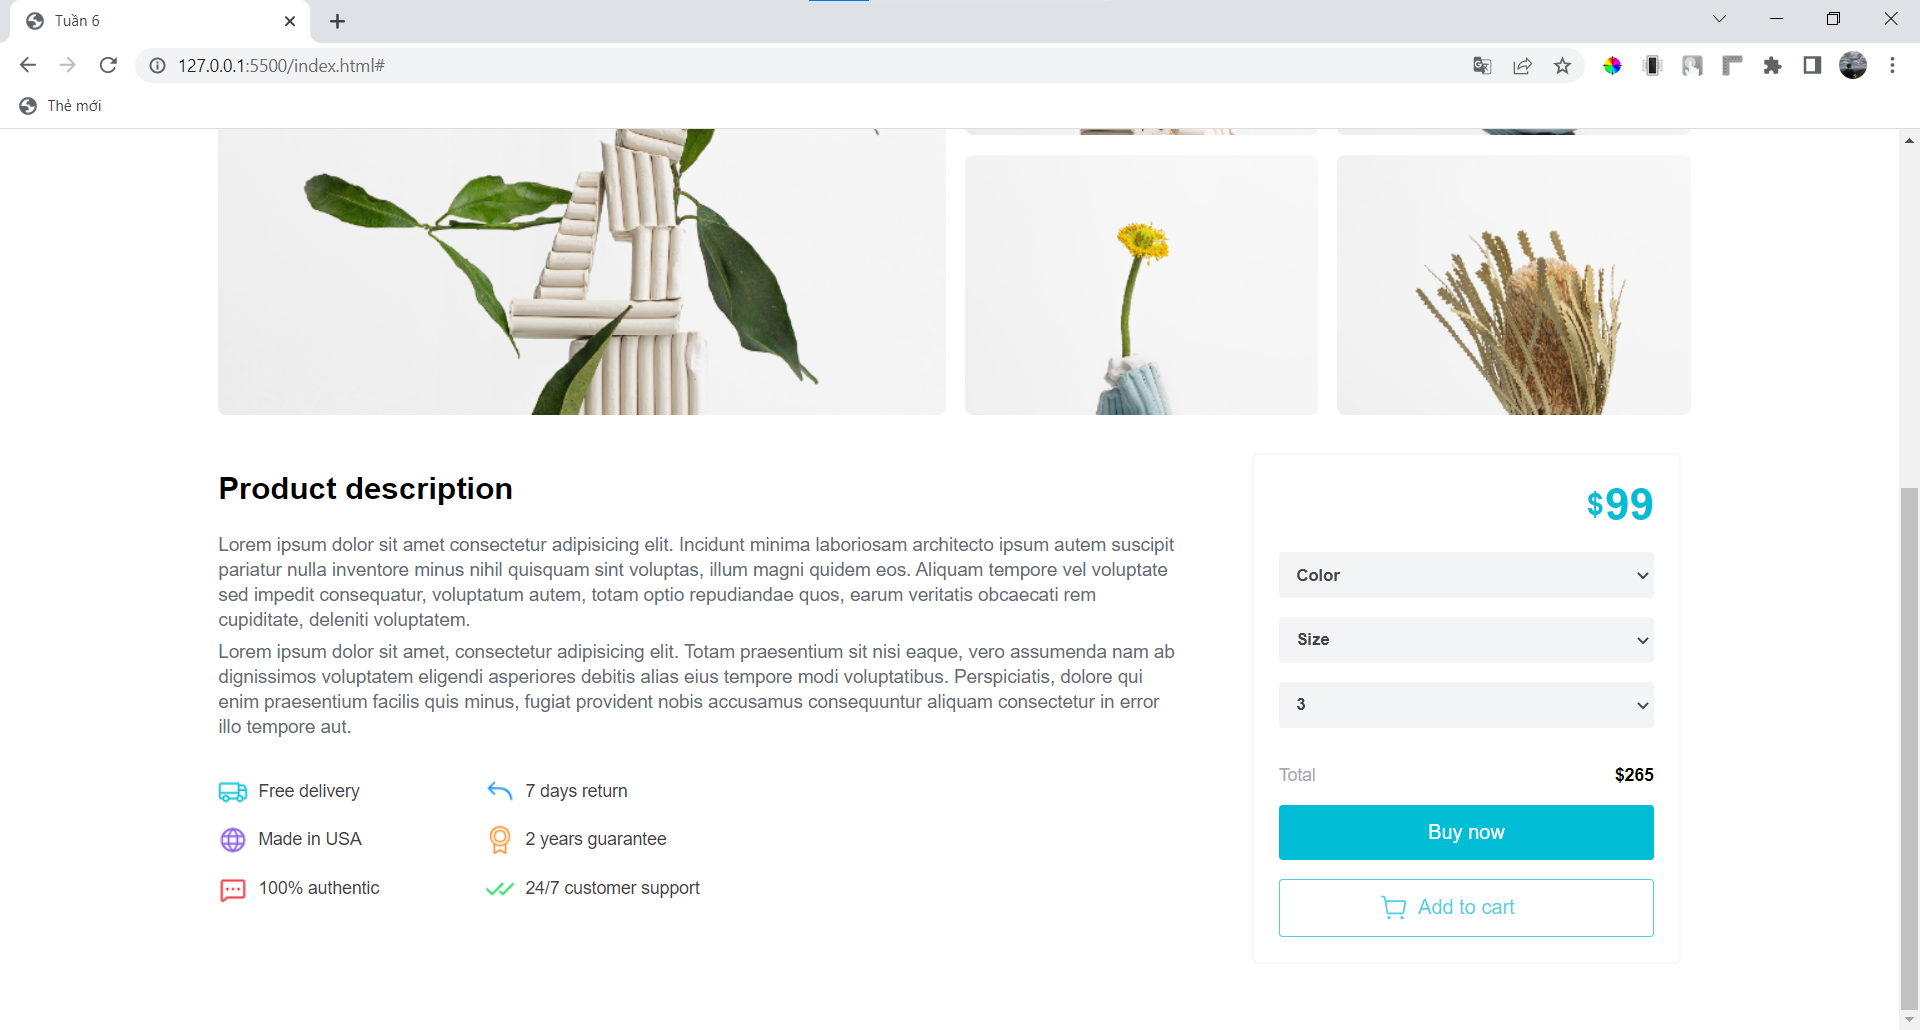 Tuần 6
127.0.0.1:5500/index.html#
Thẻ mới
Product description
Lorem ipsum dolor sit amet consectetur adipisicing elit. Incidunt minima laboriosam architecto ipsum autem suscipit
pariatur nulla inventore minus nihil quisquam sint voluptas, illum magni quidem eos. Aliquam tempore vel voluptate
sed impedit consequatur, voluptatum autem, totam optio repudiandae quos, earum veritatis obcaecati rem
cupiditate, deleniti voluptatem.
Lorem ipsum dolor sit amet, consectetur adipisicing elit. Totam praesentium sit nisi eaque, vero assumenda nam ab
dignissimos voluptatem eligendi asperiores debitis alias eius tempore modi voluptatibus. Perspiciatis, dolore qui
enim praesentium facilis quis minus, fugiat provident nobis accusamus consequuntur aliquam consectetur in error
illo tempore aut.
Free delivery
7 days return
Made in USA
2 years guarantee
100% authentic
24/7 customer support
$99
Color
Size
3
Total $265
Buy now
Add to cart